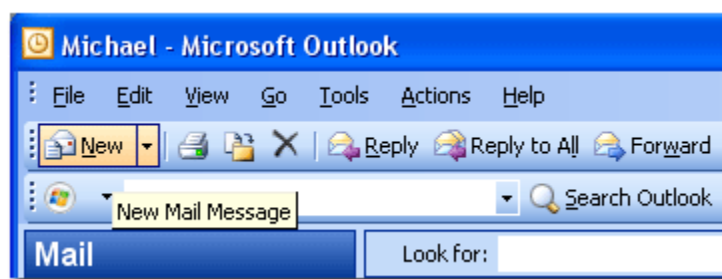 Michael - Microsoft Outlook
File Edit View Go Tools Actions Help
New Reply Reply to All Forward
Search Outlook
New Mail Message
Mail Look for: